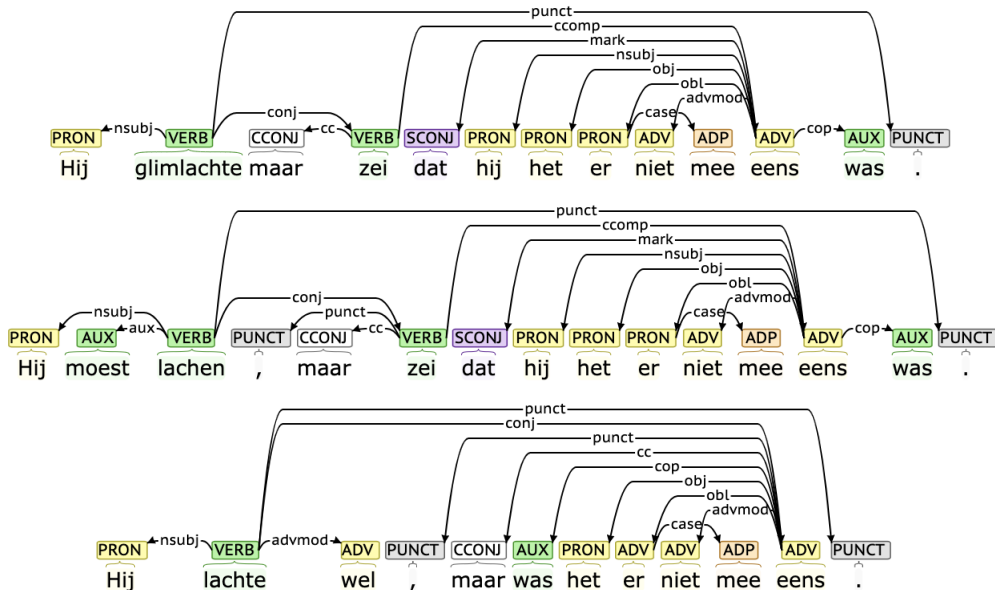 punct
ccomp
mark
nsubj
obj
obl
conj advmod
nsubj cc case cop
PRON VERB CCONJ VERB SCONJ PRON PRON PRON ADV ADP ADV AUX PUNCT
Hij glimlachte maar zei dat hij het er niet mee eens was .
punct
ccomp
mark
nsubj
obj
obl
conj advmod
nsubj punct case
aux cc cop
PRON AUX VERB PUNCT CCONJ VERB SCONJ PRON PRON PRON ADV ADP ADV AUX PUNCT
Hij moest lachen , maar zei dat hij het er niet mee eens was .
punct
conj
punct
cc
cop
obj
obl
advmod
case
nsubj advmod
PRON VERB ADV PUNCT CCONJ AUX PRON ADV ADV ADP ADV PUNCT
Hij lachte wel , maar was het er niet mee eens .